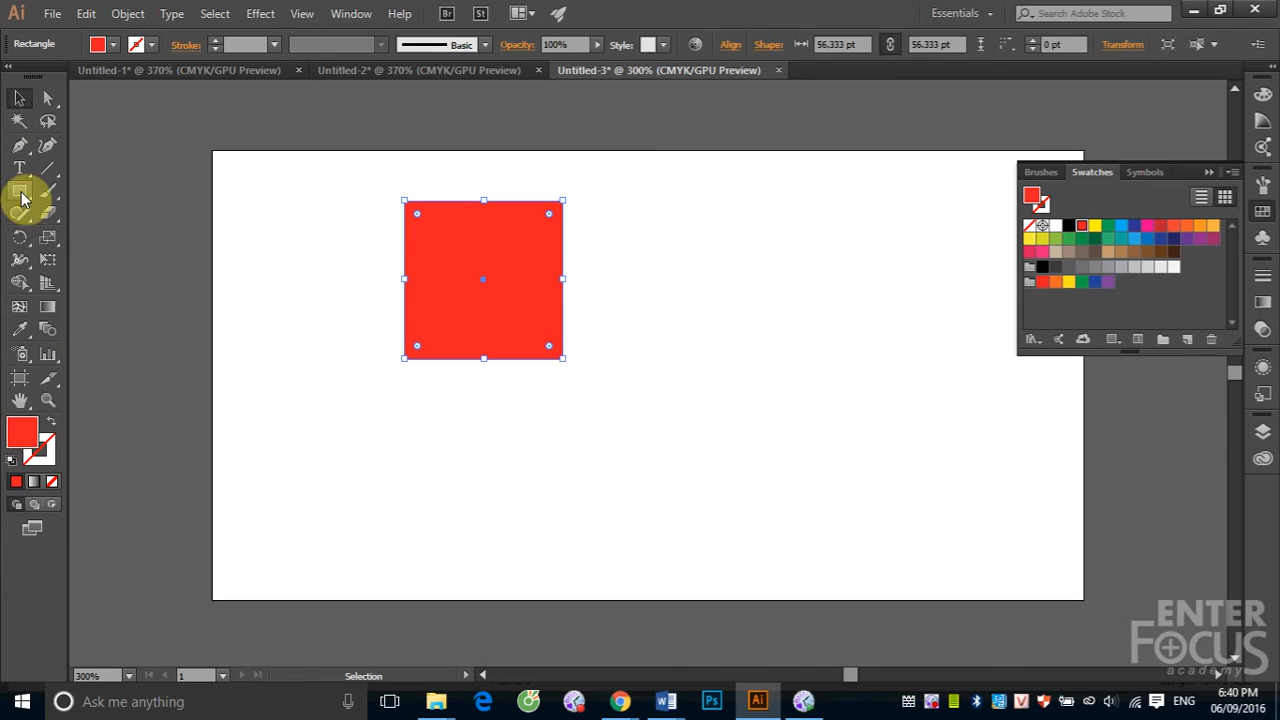 Ai File Edit Object Type Select Effect View Window Help Br St Essentials Search Adobe Stock
Rectangle Stroke: Basic Opacity: 100% Style: Align Shape: 56.333 pt 56.333 pt 0 pt Transform
Untitled-1* @ 370% (CMYK/GPU Preview) × Untitled-2* @ 370% (CMYK/GPU Preview) × Untitled-3* @ 300% (CMYK/GPU Preview) ×
Brushes Swatches Symbols
ENTER
FOCUS
academy
300% 1 Selection
Ask me anything Ps Ai ENG 6:40 PM
06/09/2016